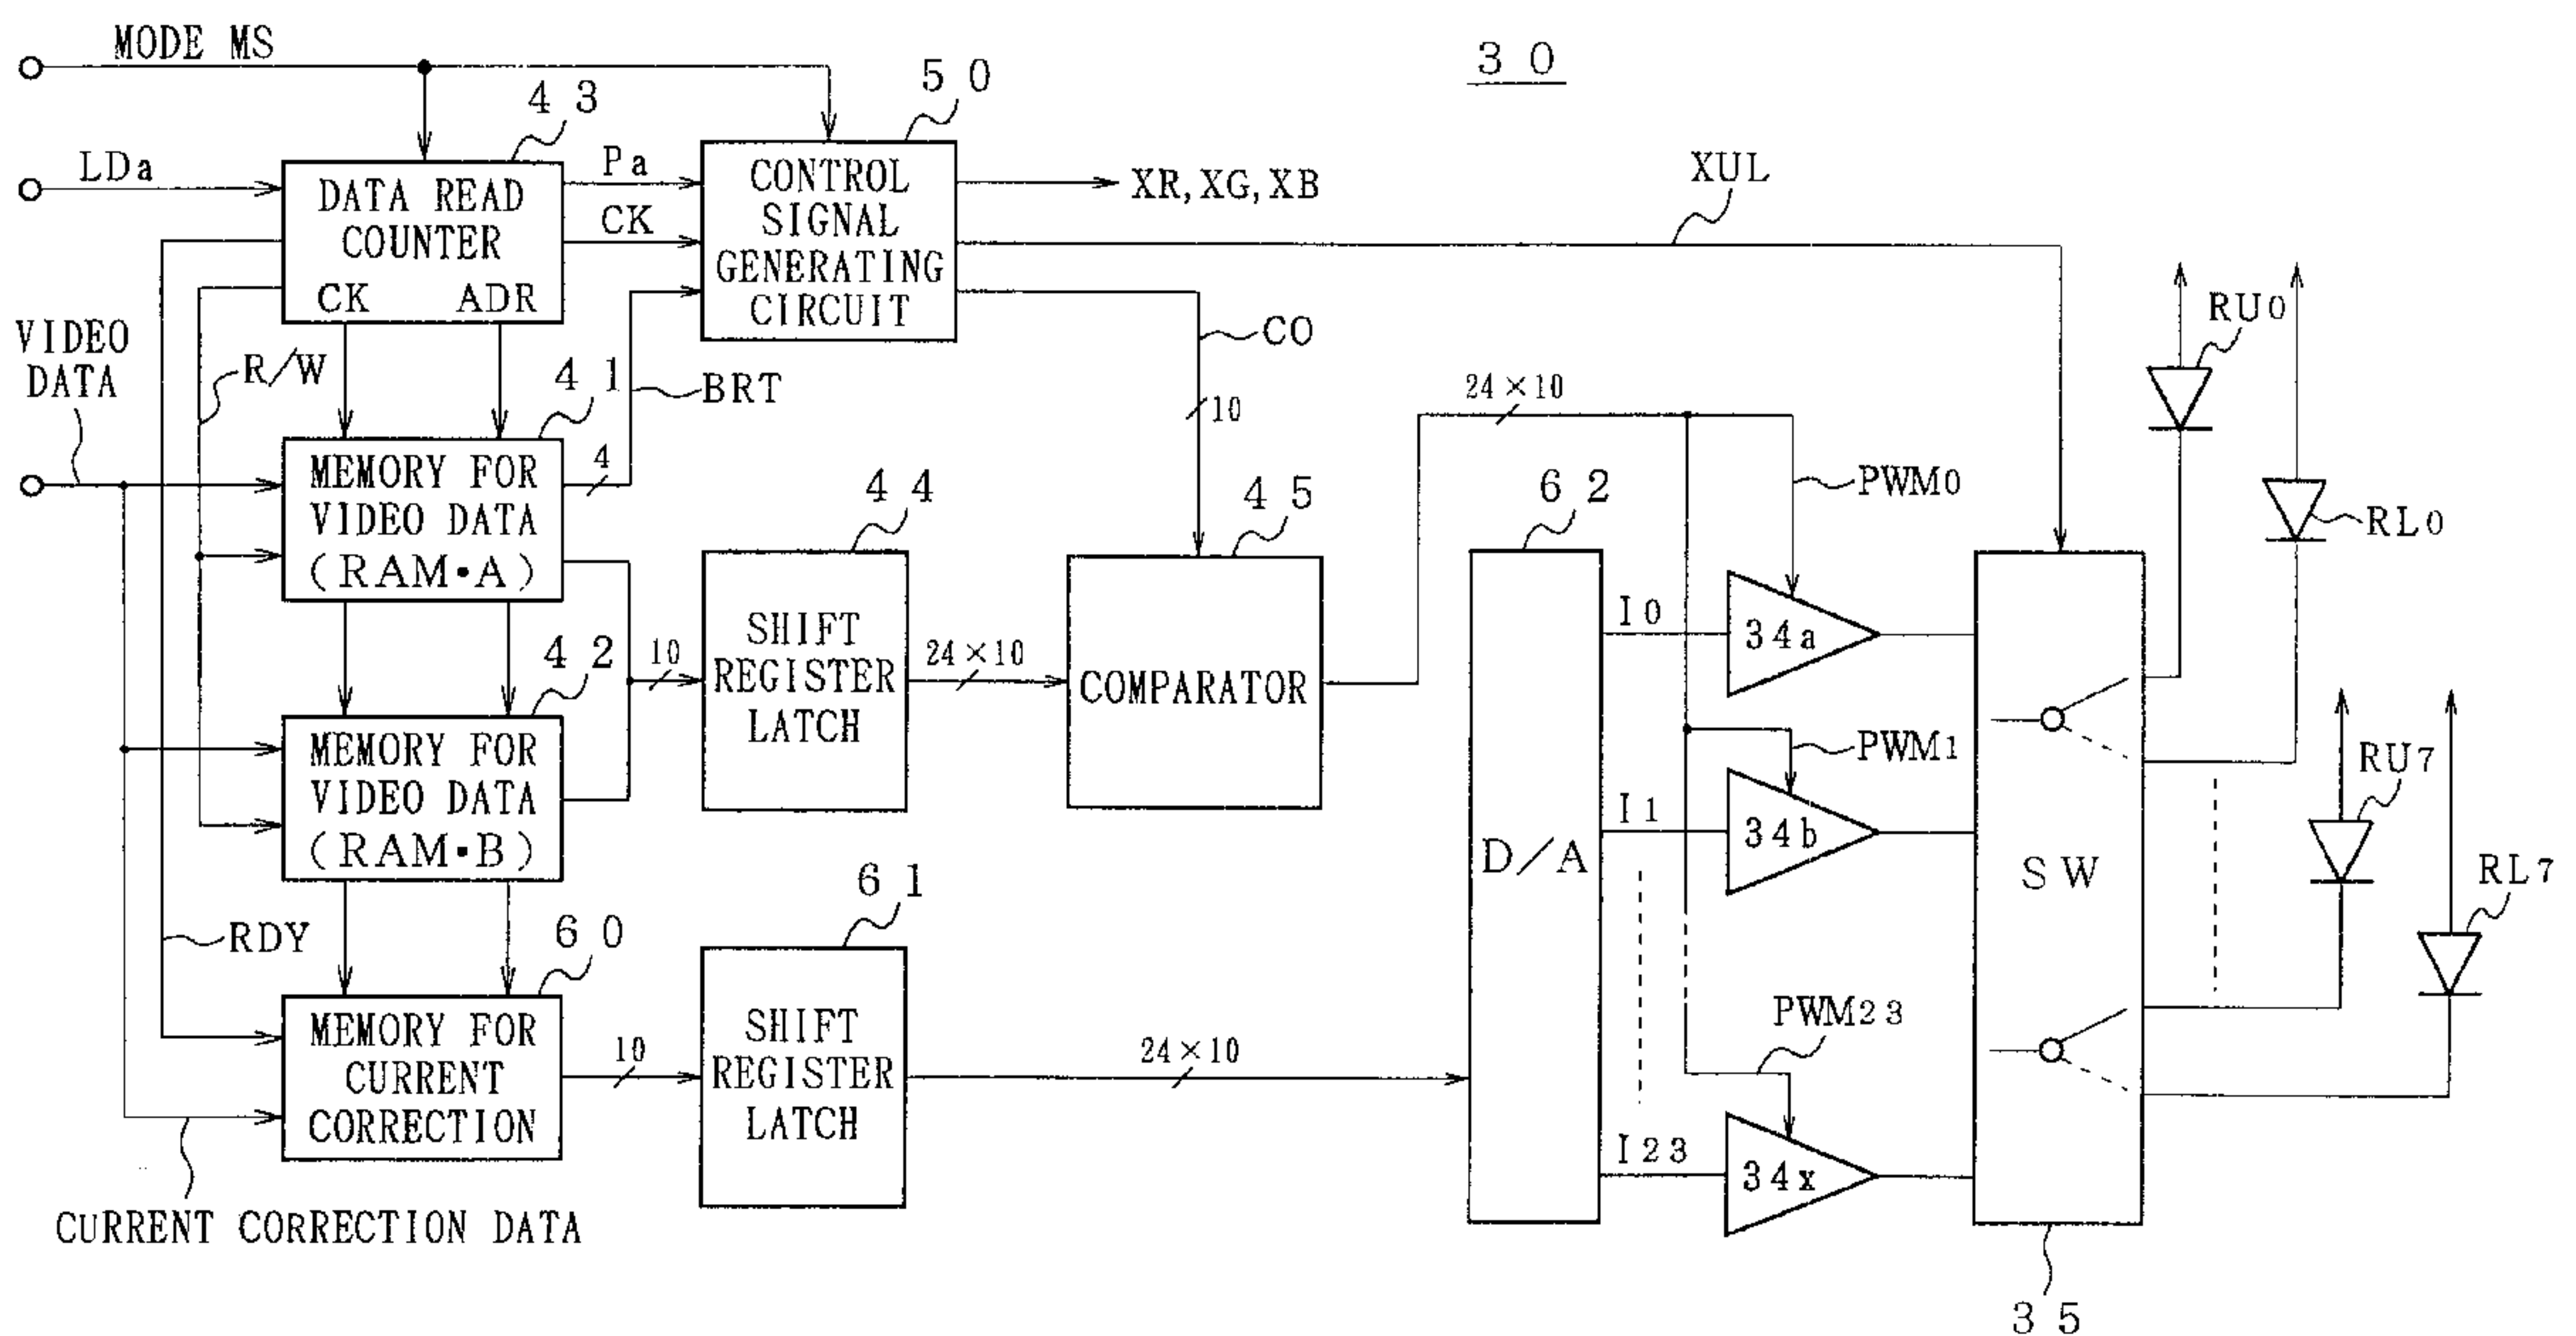 MODE MS
30
43
50
LDa
Pa
CK
DATA READ
COUNTER
CK ADR
CONTROL
SIGNAL
GENERATING
CIRCUIT
XR, XG, XB
XUL
CO
10
VIDEO
DATA
R/W
41
BRT
4
MEMORY FOR
VIDEO DATA
(RAM・A)
42
10
MEMORY FOR
VIDEO DATA
(RAM・B)
44
SHIFT
REGISTER
LATCH
24×10
45
COMPARATOR
24×10
PWM0
PWM1
PWM23
62
D/A
I0
I1
I23
34a
34b
34x
SW
35
RU0
RL0
RU7
RL7
RDY
60
MEMORY FOR
CURRENT
CORRECTION
10
61
SHIFT
REGISTER
LATCH
24×10
CURRENT CORRECTION DATA